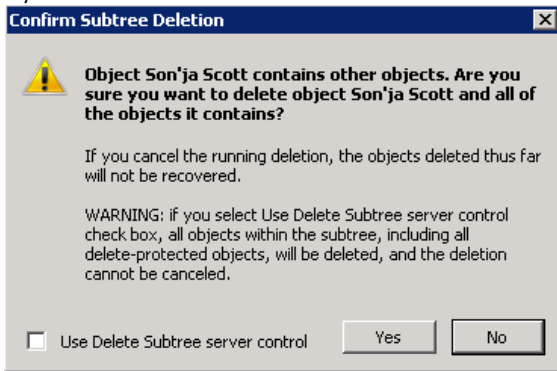 Confirm Subtree Deletion
Object Son'ja Scott contains other objects. Are you
sure you want to delete object Son'ja Scott and all of
the objects it contains?
If you cancel the running deletion, the objects deleted thus far
will not be recovered.
WARNING: if you select Use Delete Subtree server control
check box, all objects within the subtree, including all
delete-protected objects, will be deleted, and the deletion
cannot be canceled.
Use Delete Subtree server control
Yes
No